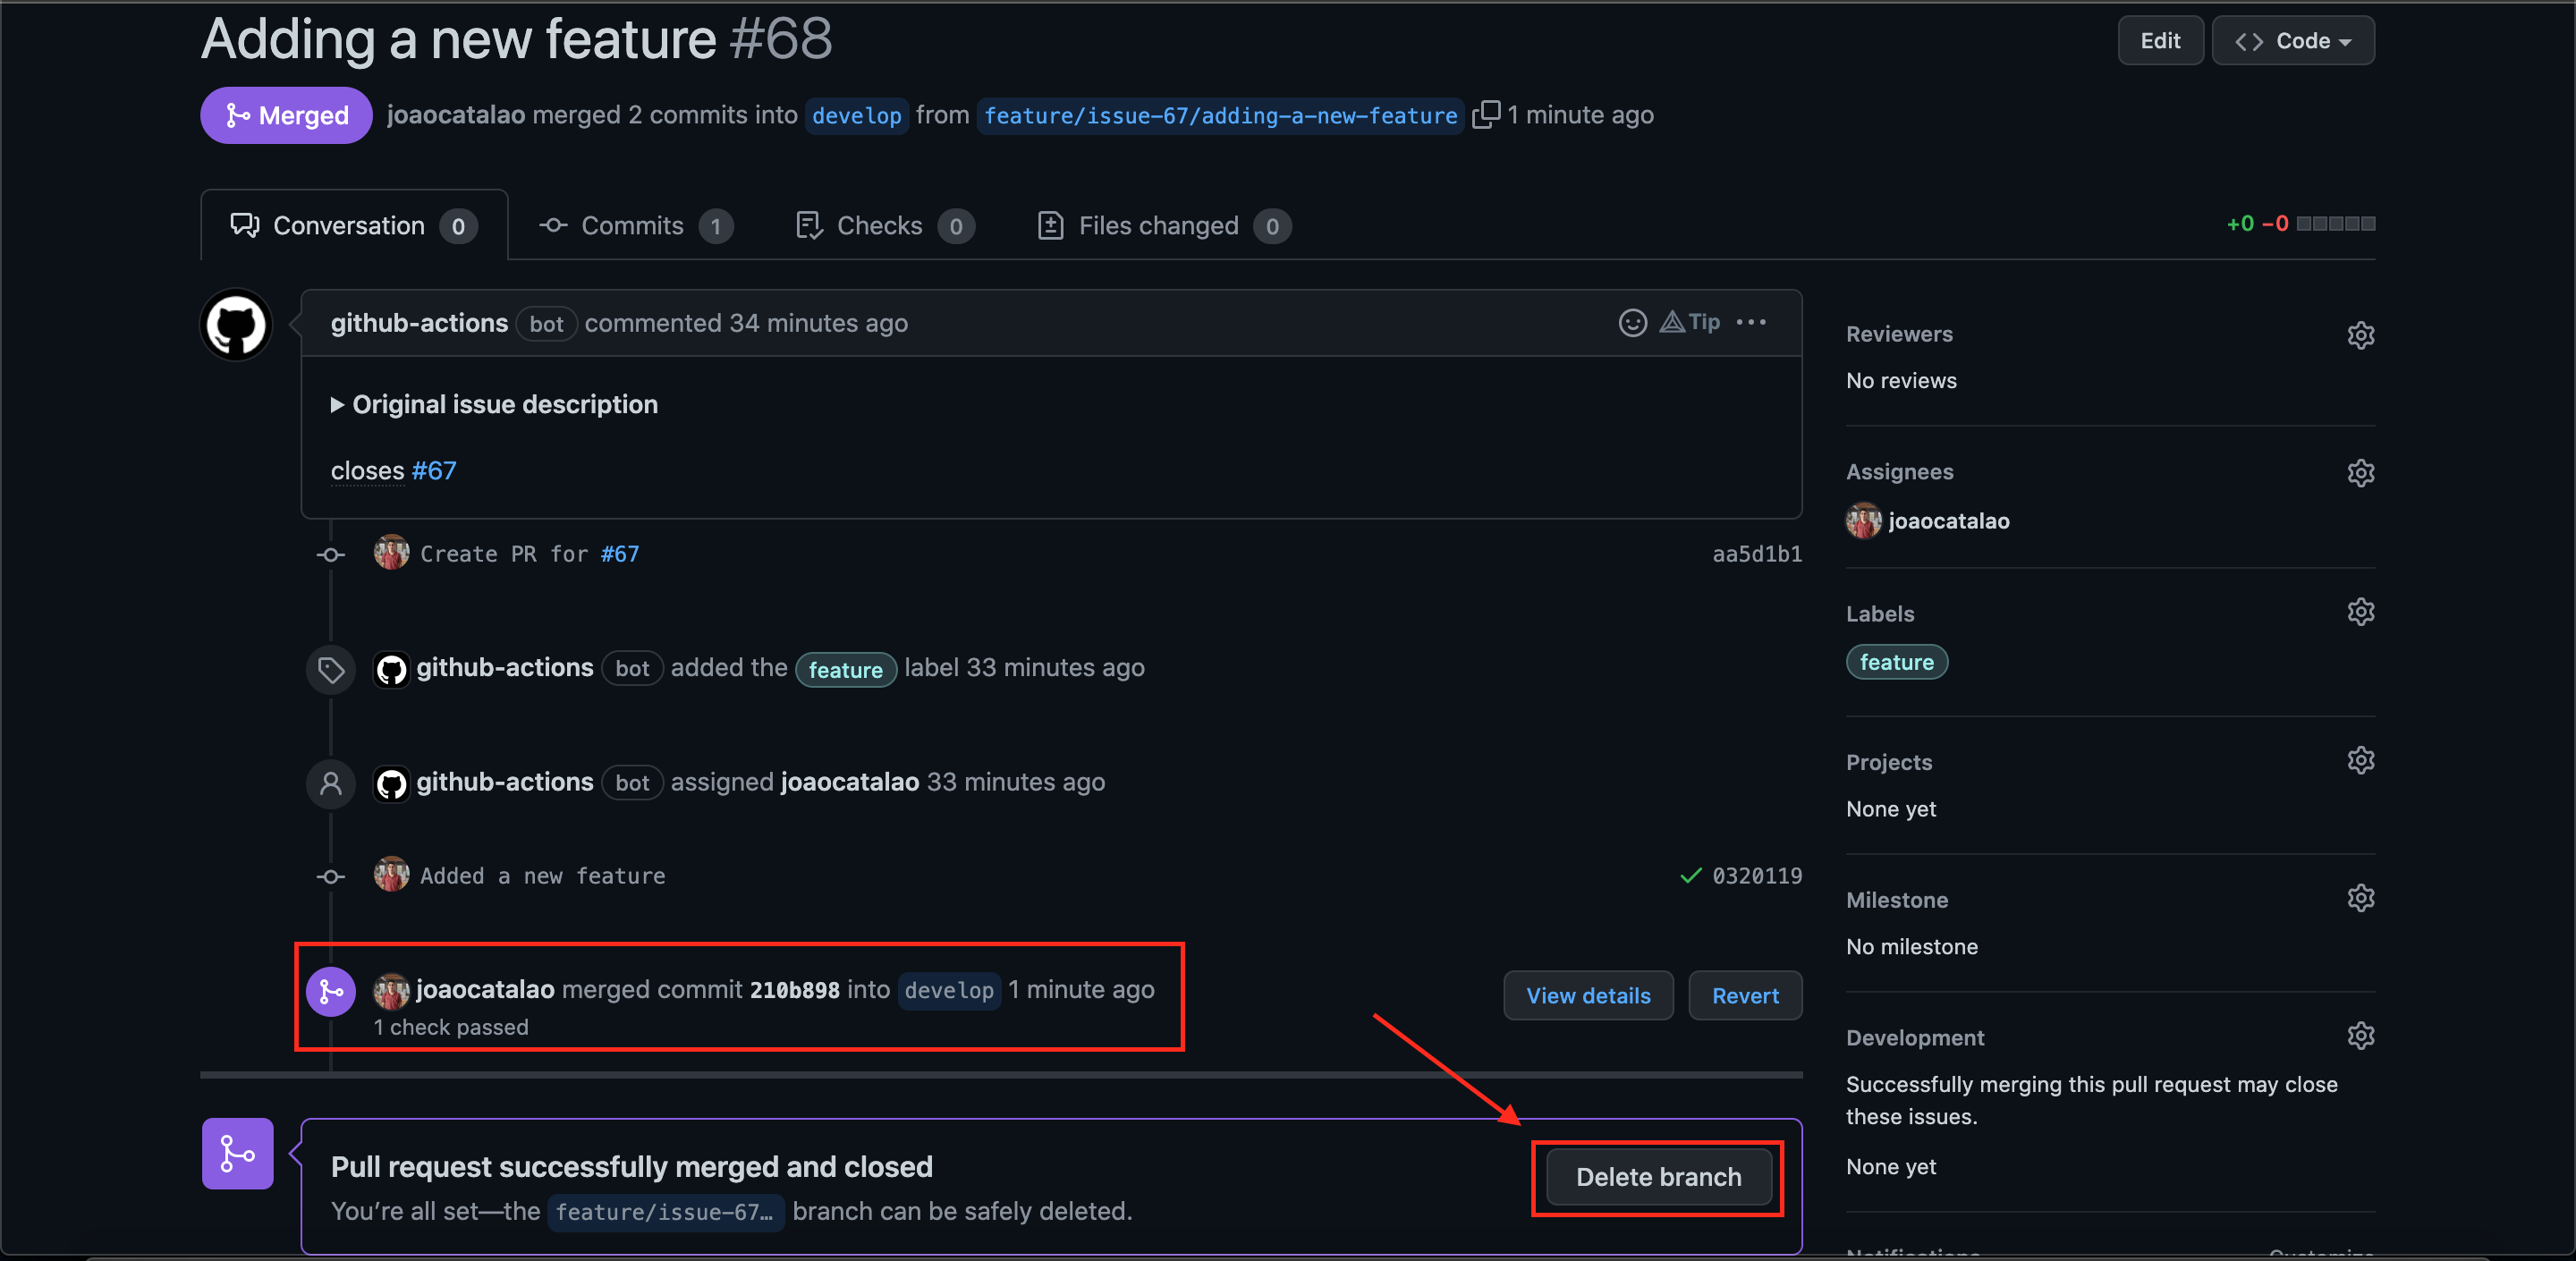 Adding a new feature #68
Edit
Code
Merged
joaocatalao merged 2 commits into develop from feature/issue-67/adding-a-new-feature 1 minute ago
Conversation 0
Commits 1
Checks 0
Files changed 0
+0 −0
github-actions bot commented 34 minutes ago
Tip
Original issue description
closes #67
Create PR for #67
aa5d1b1
github-actions bot added the feature label 33 minutes ago
github-actions bot assigned joaocatalao 33 minutes ago
Added a new feature
0320119
joaocatalao merged commit 210b898 into develop 1 minute ago
1 check passed
View details
Revert
Pull request successfully merged and closed
You’re all set—the feature/issue-67… branch can be safely deleted.
Delete branch
Reviewers
No reviews
Assignees
joaocatalao
Labels
feature
Projects
None yet
Milestone
No milestone
Development
Successfully merging this pull request may close
these issues.
None yet
Notifications
Customize